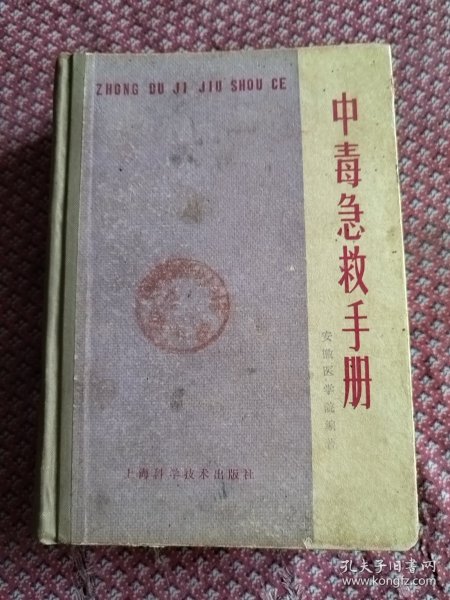 ZHONG DU JI JIU SHOU CE
中毒急救手册
安徽医学院编著
上海科学技术出版社
孔夫子旧书网
www.kongfz.com